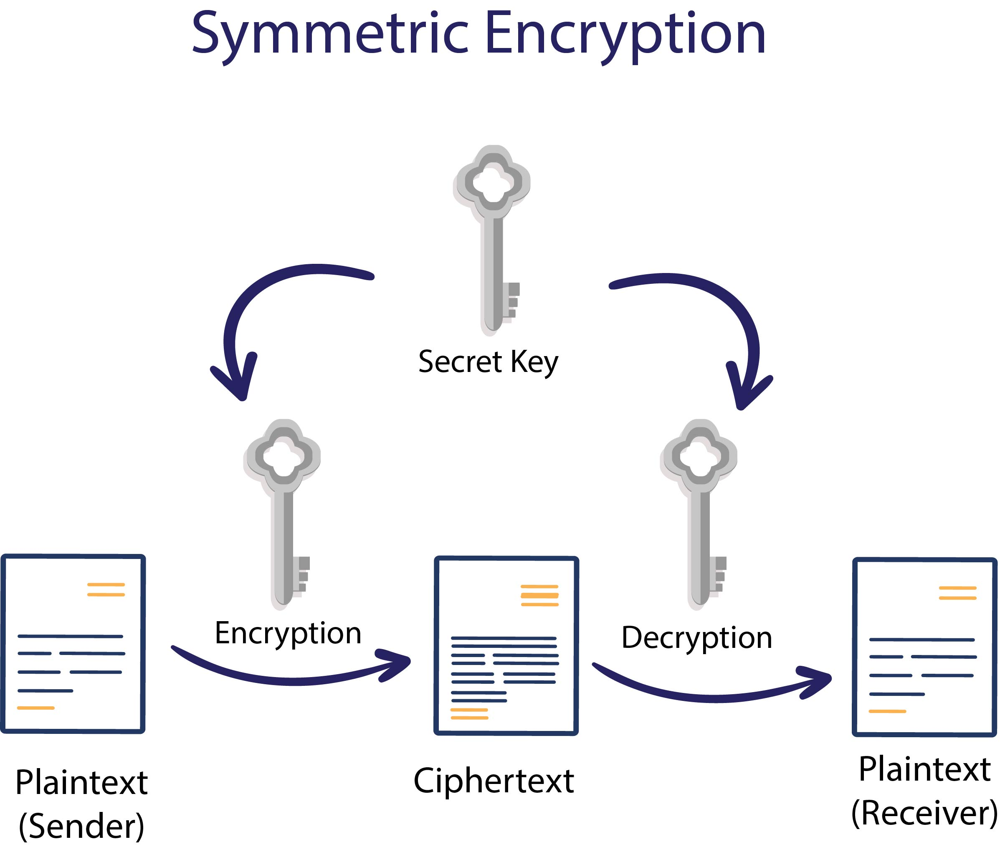 Symmetric Encryption
Secret Key
Encryption
Decryption
Plaintext
(Sender)
Ciphertext
Plaintext
(Receiver)